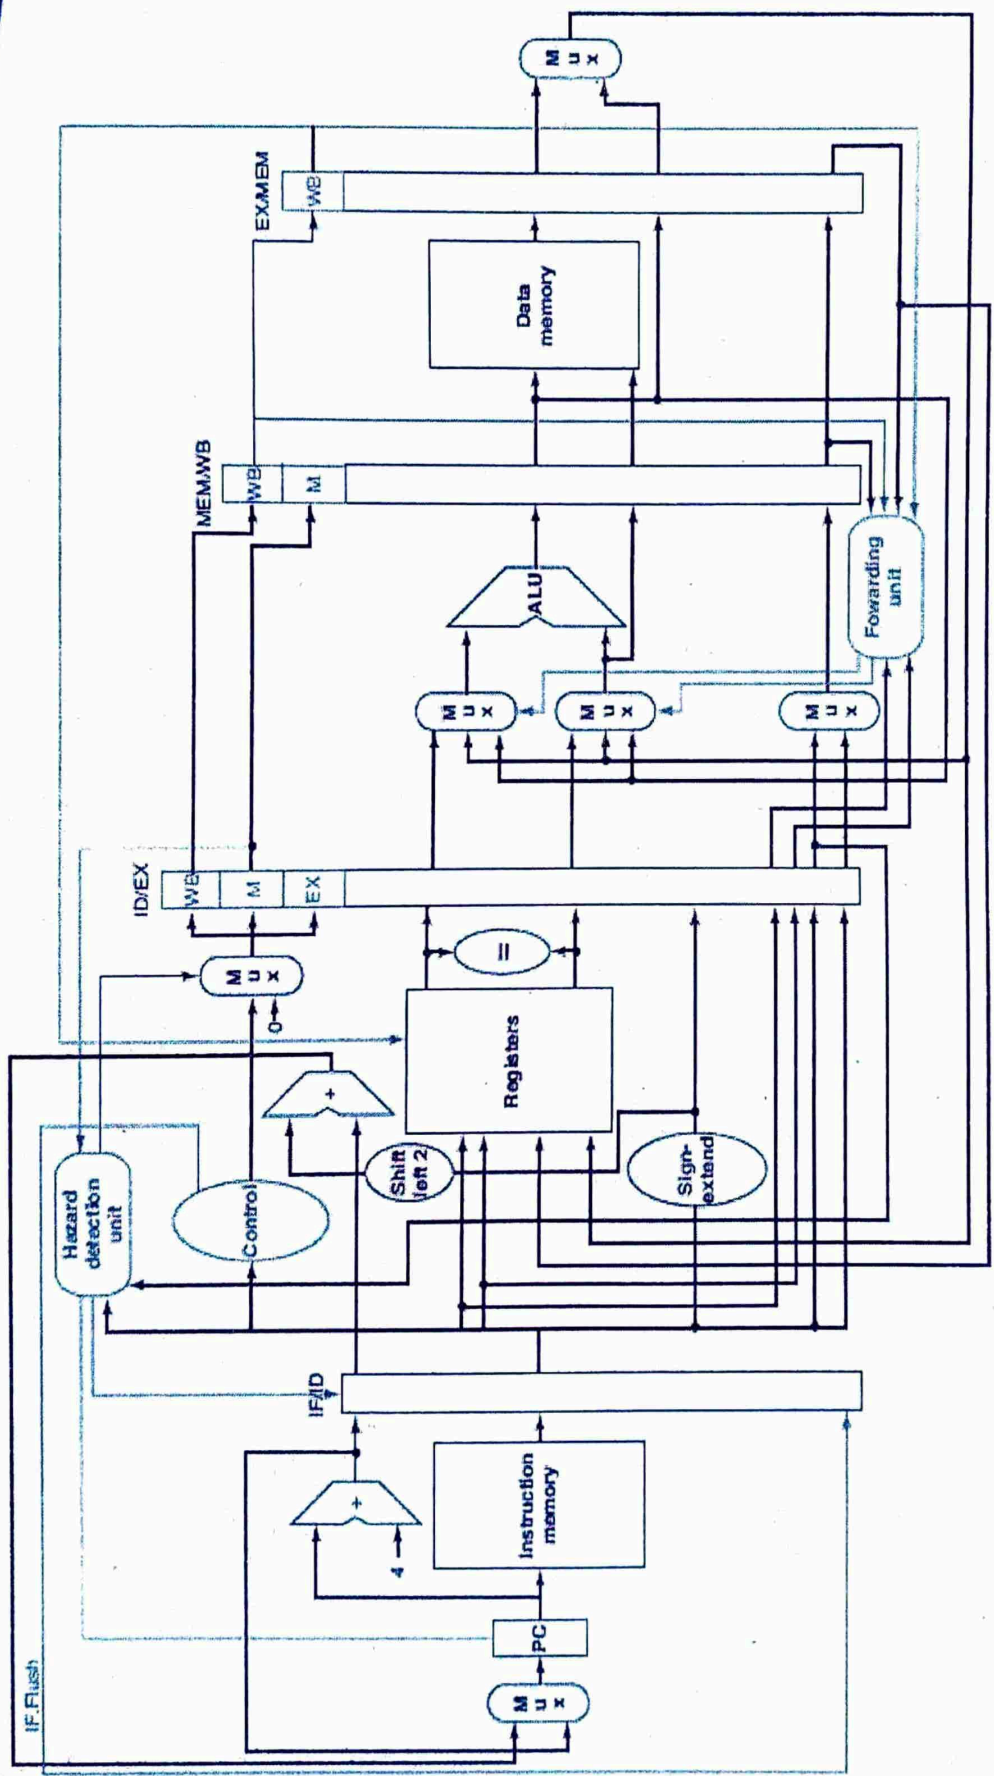 IF.Flush
Hazard
detection
unit
ID/EX
MEM/WB
EX/MEM
WB
WB
WB
M
M
EX
Control
M
u
x
0
IF/ID
+
+
4
Shift
left 2
=
Registers
Instruction
memory
PC
M
u
x
Sign-
extend
M
u
x
M
u
x
M
u
x
ALU
Data
memory
M
u
x
Fowarding
unit